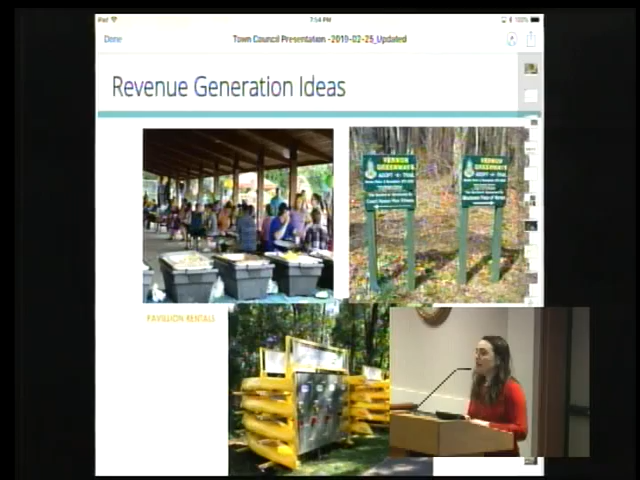 iPad
7:54 PM
100%
Done
Town Council Presentation -2019-02-25_Updated
Revenue Generation Ideas
VERNON
GREENWAYS
ADOPT-A-TRAIL
VERNON
GREENWAYS
ADOPT-A-TRAIL
PAVILLION RENTALS